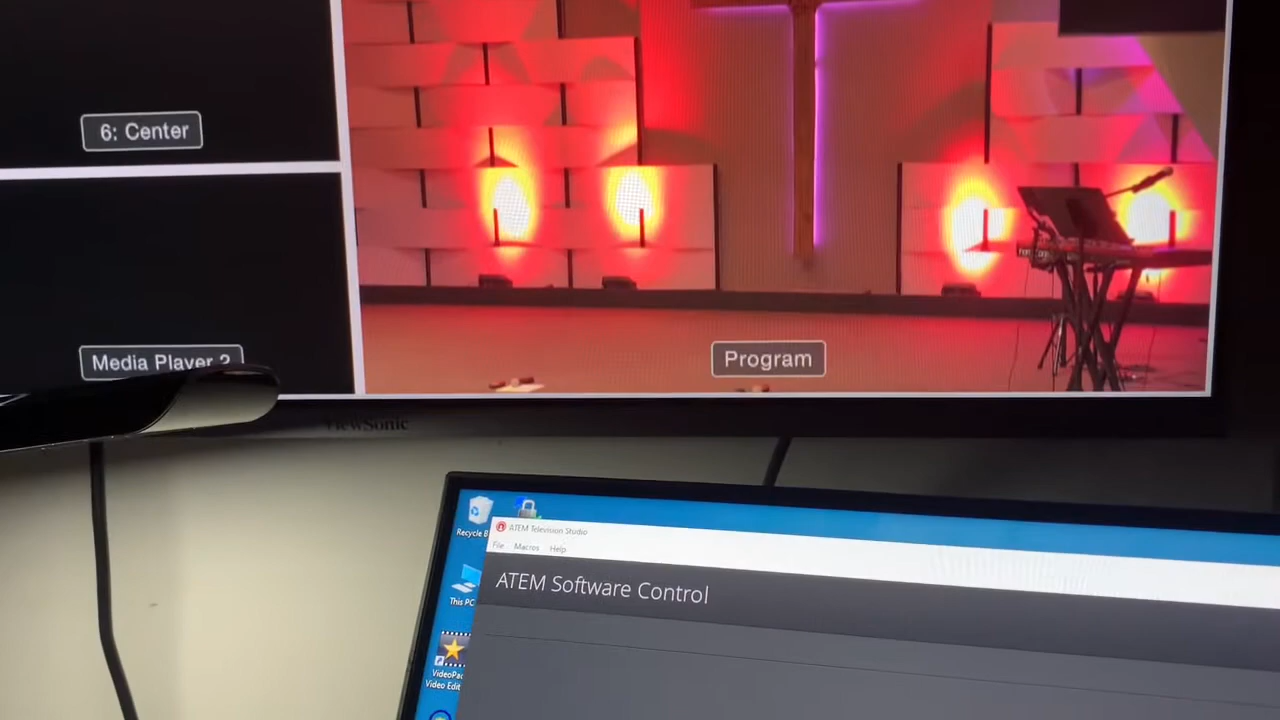 6: Center
Media Player 2
Program
ViewSonic
Recycle B
ATEM Television Studio
File Macros Help
ATEM Software Control
This PC
VideoPa
Video Edit